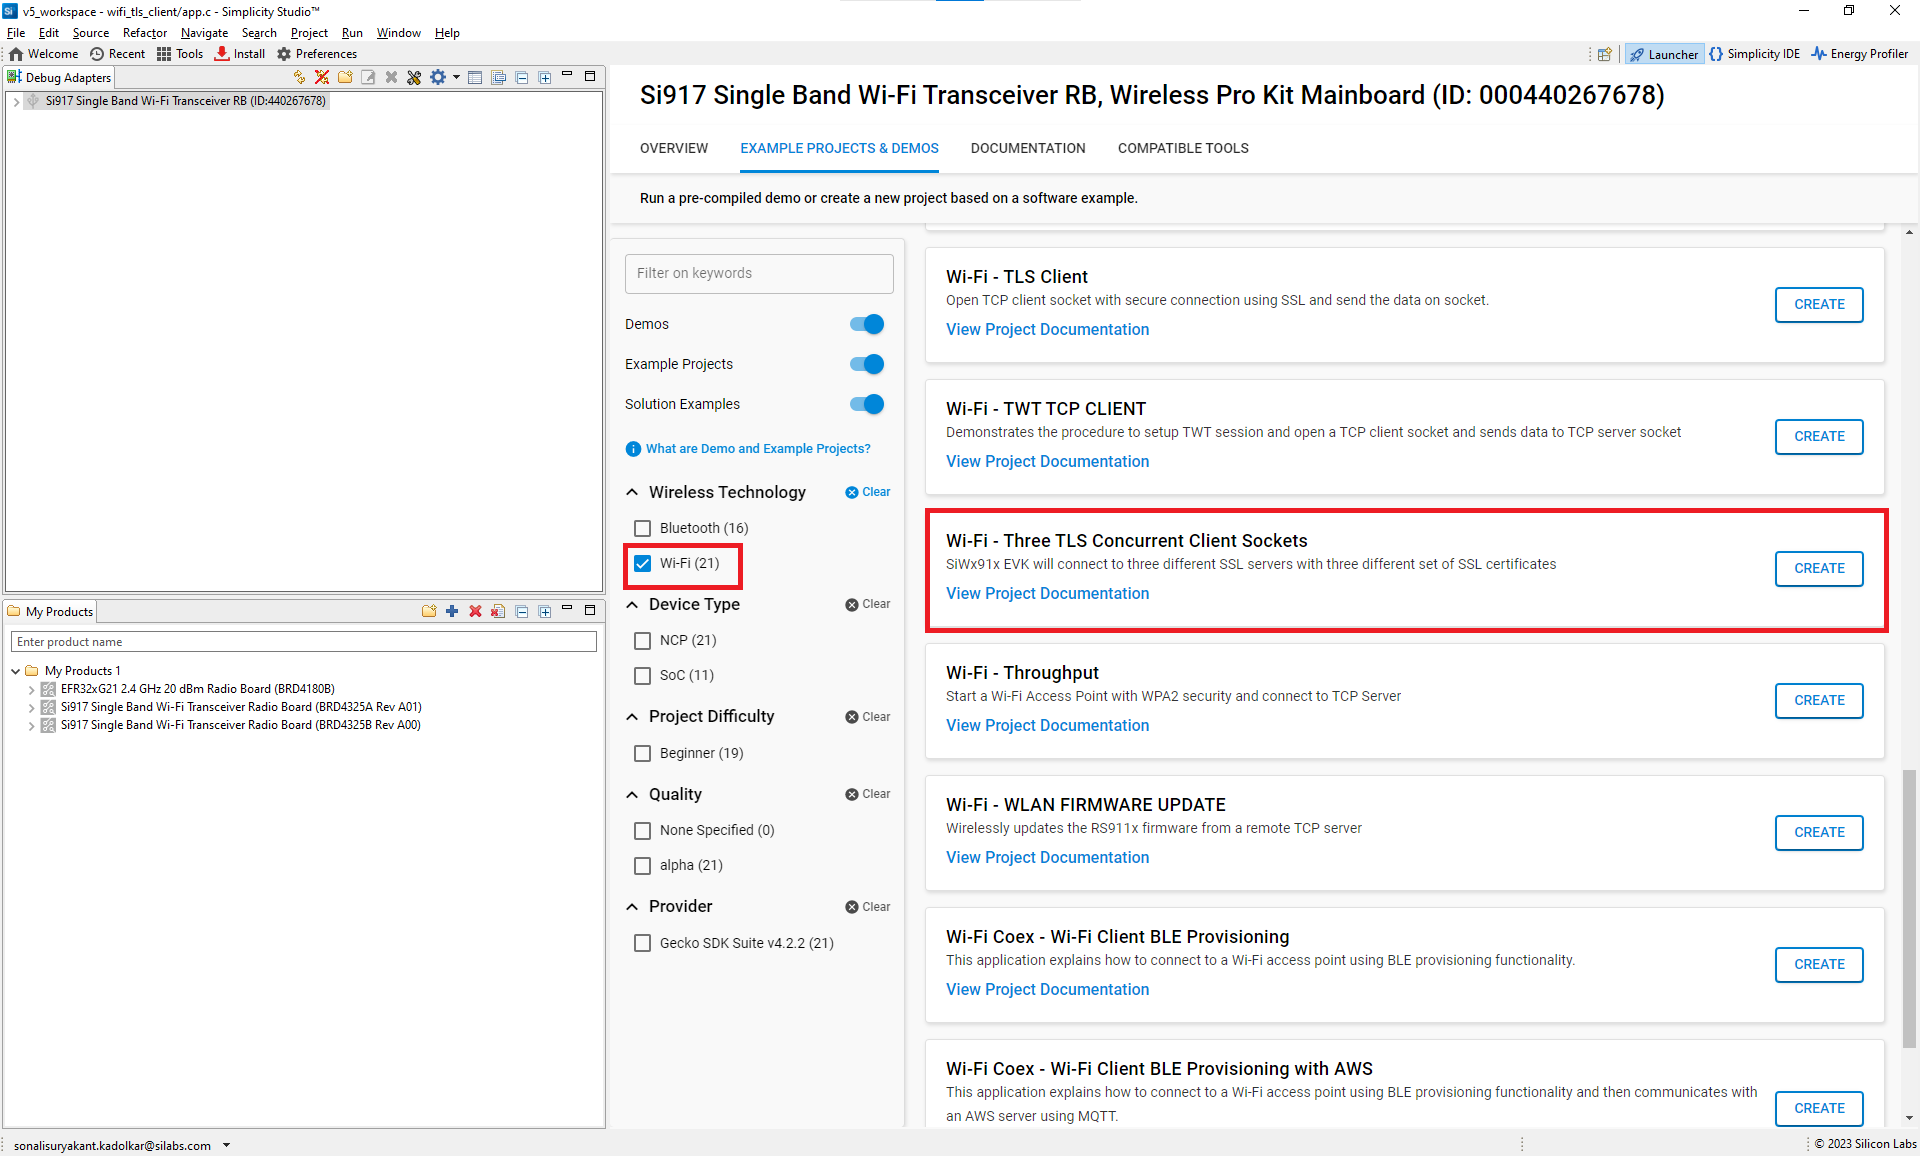 v5_workspace - wifi_tls_client/app.c - Simplicity Studio™
File Edit Source Refactor Navigate Search Project Run Window Help
Welcome Recent Tools Install Preferences
Launcher Simplicity IDE Energy Profiler
Debug Adapters
Si917 Single Band Wi-Fi Transceiver RB (ID:440267678)
My Products
Enter product name
My Products 1
EFR32xG21 2.4 GHz 20 dBm Radio Board (BRD4180B)
Si917 Single Band Wi-Fi Transceiver Radio Board (BRD4325A Rev A01)
Si917 Single Band Wi-Fi Transceiver Radio Board (BRD4325B Rev A00)
Si917 Single Band Wi-Fi Transceiver RB, Wireless Pro Kit Mainboard (ID: 000440267678)
OVERVIEW EXAMPLE PROJECTS & DEMOS DOCUMENTATION COMPATIBLE TOOLS
Run a pre-compiled demo or create a new project based on a software example.
Filter on keywords
Demos
Example Projects
Solution Examples
What are Demo and Example Projects?
Wireless Technology Clear
Bluetooth (16)
Wi-Fi (21)
Device Type Clear
NCP (21)
SoC (11)
Project Difficulty Clear
Beginner (19)
Quality Clear
None Specified (0)
alpha (21)
Provider Clear
Gecko SDK Suite v4.2.2 (21)
Wi-Fi - TLS Client
Open TCP client socket with secure connection using SSL and send the data on socket.
View Project Documentation
CREATE
Wi-Fi - TWT TCP CLIENT
Demonstrates the procedure to setup TWT session and open a TCP client socket and sends data to TCP server socket
View Project Documentation
CREATE
Wi-Fi - Three TLS Concurrent Client Sockets
SiWx91x EVK will connect to three different SSL servers with three different set of SSL certificates
View Project Documentation
CREATE
Wi-Fi - Throughput
Start a Wi-Fi Access Point with WPA2 security and connect to TCP Server
View Project Documentation
CREATE
Wi-Fi - WLAN FIRMWARE UPDATE
Wirelessly updates the RS911x firmware from a remote TCP server
View Project Documentation
CREATE
Wi-Fi Coex - Wi-Fi Client BLE Provisioning
This application explains how to connect to a Wi-Fi access point using BLE provisioning functionality.
View Project Documentation
CREATE
Wi-Fi Coex - Wi-Fi Client BLE Provisioning with AWS
This application explains how to connect to a Wi-Fi access point using BLE provisioning functionality and then communicates with
an AWS server using MQTT.
CREATE
sonalisuryakant.kadolkar@silabs.com
© 2023 Silicon Labs